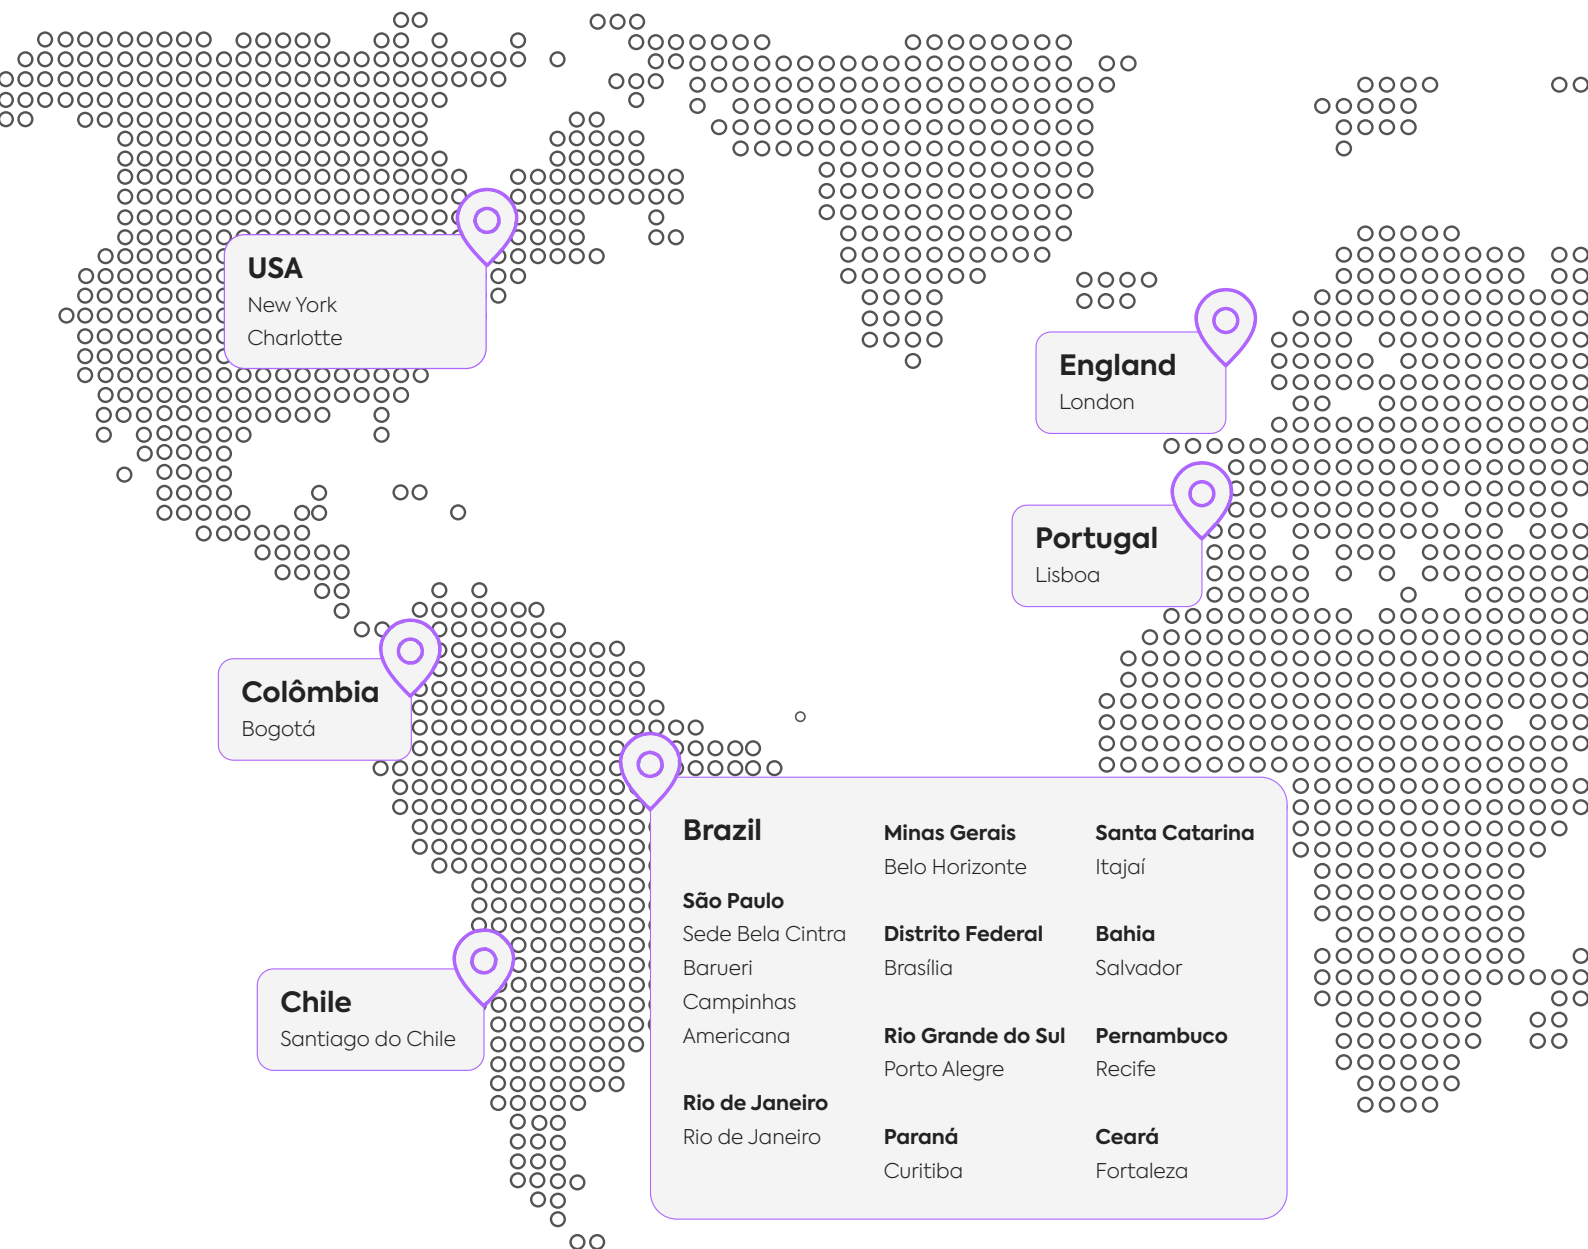 USA
New York
Charlotte
England
London
Portugal
Lisboa
Colômbia
Bogotá
Chile
Santiago do Chile
Brazil
São Paulo
Sede Bela Cintra
Barueri
Campinhas
Americana
Rio de Janeiro
Rio de Janeiro
Minas Gerais
Belo Horizonte
Distrito Federal
Brasília
Rio Grande do Sul
Porto Alegre
Paraná
Curitiba
Santa Catarina
Itajaí
Bahia
Salvador
Pernambuco
Recife
Ceará
Fortaleza